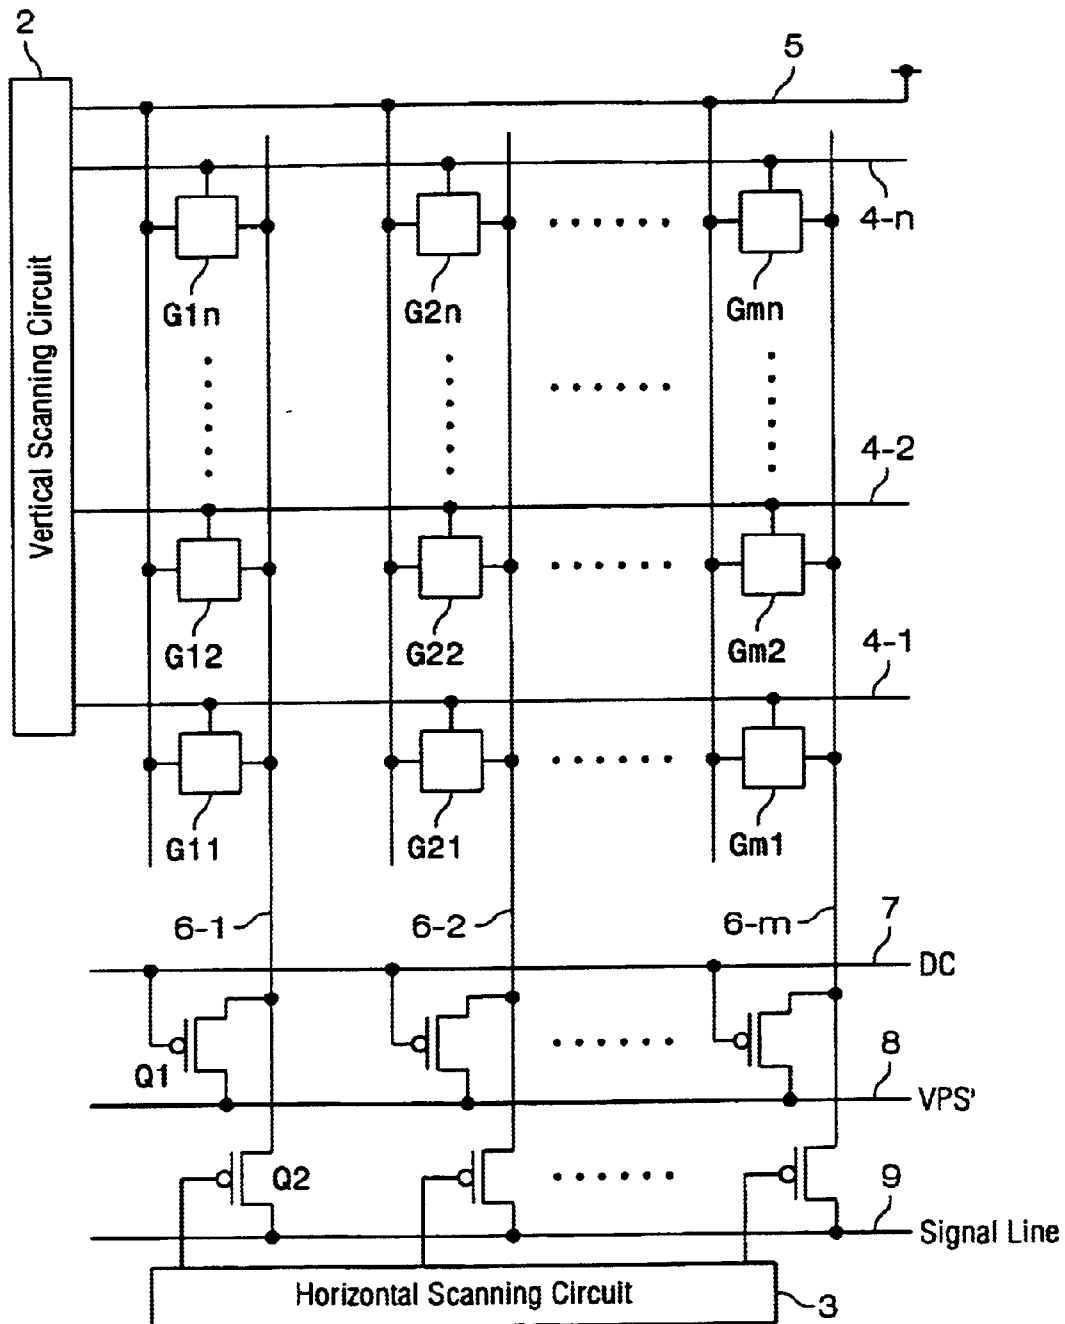 2
5
4-n
G1n G2n Gmn
Vertical Scanning Circuit
4-2
G12 G22 Gm2
4-1
G11 G21 Gm1
6-1 6-2 6-m 7
DC
Q1
8
VPS'
Q2
9
Signal Line
Horizontal Scanning Circuit
3